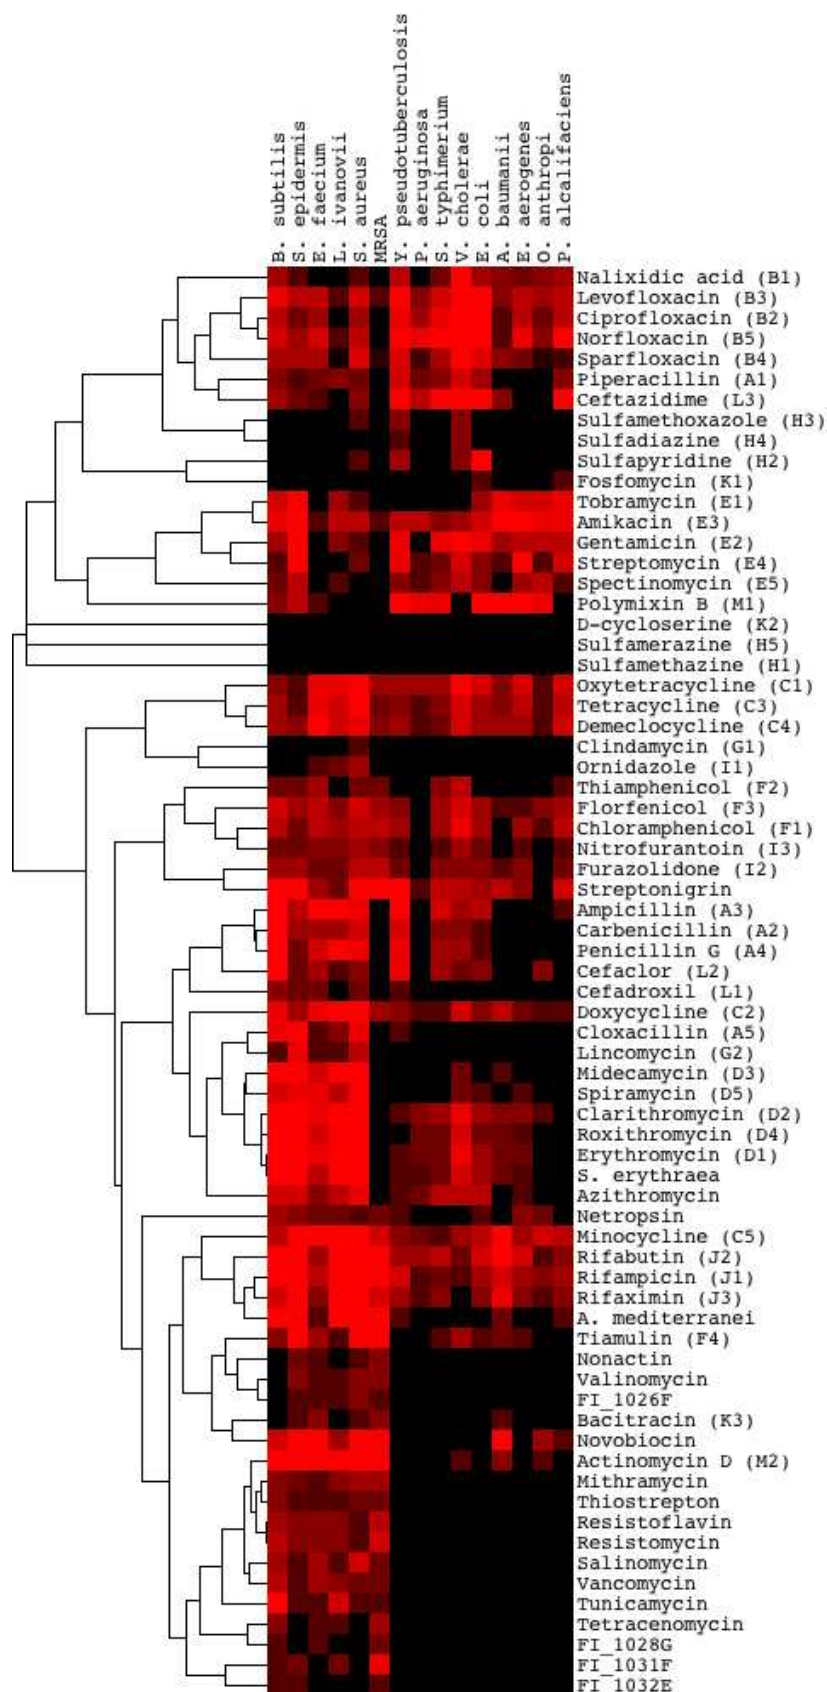 B. subtilis
S. epidermis
E. faecium
L. ivanovii
S. aureus
MRSA
Y. pseudotuberculosis
P. aeruginosa
S. typhimerium
V. cholerae
E. coli
A. baumanii
E. aerogenes
O. anthropi
P. alcalifaciens
Nalixidic acid (B1)
Levofloxacin (B3)
Ciprofloxacin (B2)
Norfloxacin (B5)
Sparfloxacin (B4)
Piperacillin (A1)
Ceftazidime (L3)
Sulfamethoxazole (H3)
Sulfadiazine (H4)
Sulfapyridine (H2)
Fosfomycin (K1)
Tobramycin (E1)
Amikacin (E3)
Gentamicin (E2)
Streptomycin (E4)
Spectinomycin (E5)
Polymixin B (M1)
D-cycloserine (K2)
Sulfamerazine (H5)
Sulfamethazine (H1)
Oxytetracycline (C1)
Tetracycline (C3)
Demeclocycline (C4)
Clindamycin (G1)
Ornidazole (I1)
Thiamphenicol (F2)
Florfenicol (F3)
Chloramphenicol (F1)
Nitrofurantoin (I3)
Furazolidone (I2)
Streptonigrin
Ampicillin (A3)
Carbenicillin (A2)
Penicillin G (A4)
Cefaclor (L2)
Cefadroxil (L1)
Doxycycline (C2)
Cloxacillin (A5)
Lincomycin (G2)
Midecamycin (D3)
Spiramycin (D5)
Clarithromycin (D2)
Roxithromycin (D4)
Erythromycin (D1)
S. erythraea
Azithromycin
Netropsin
Minocycline (C5)
Rifabutin (J2)
Rifampicin (J1)
Rifaximin (J3)
A. mediterranei
Tiamulin (F4)
Nonactin
Valinomycin
FI_1026F
Bacitracin (K3)
Novobiocin
Actinomycin D (M2)
Mithramycin
Thiostrepton
Resistoflavin
Resistomycin
Salinomycin
Vancomycin
Tunicamycin
Tetracenomycin
FI_1028G
FI_1031F
FI_1032E